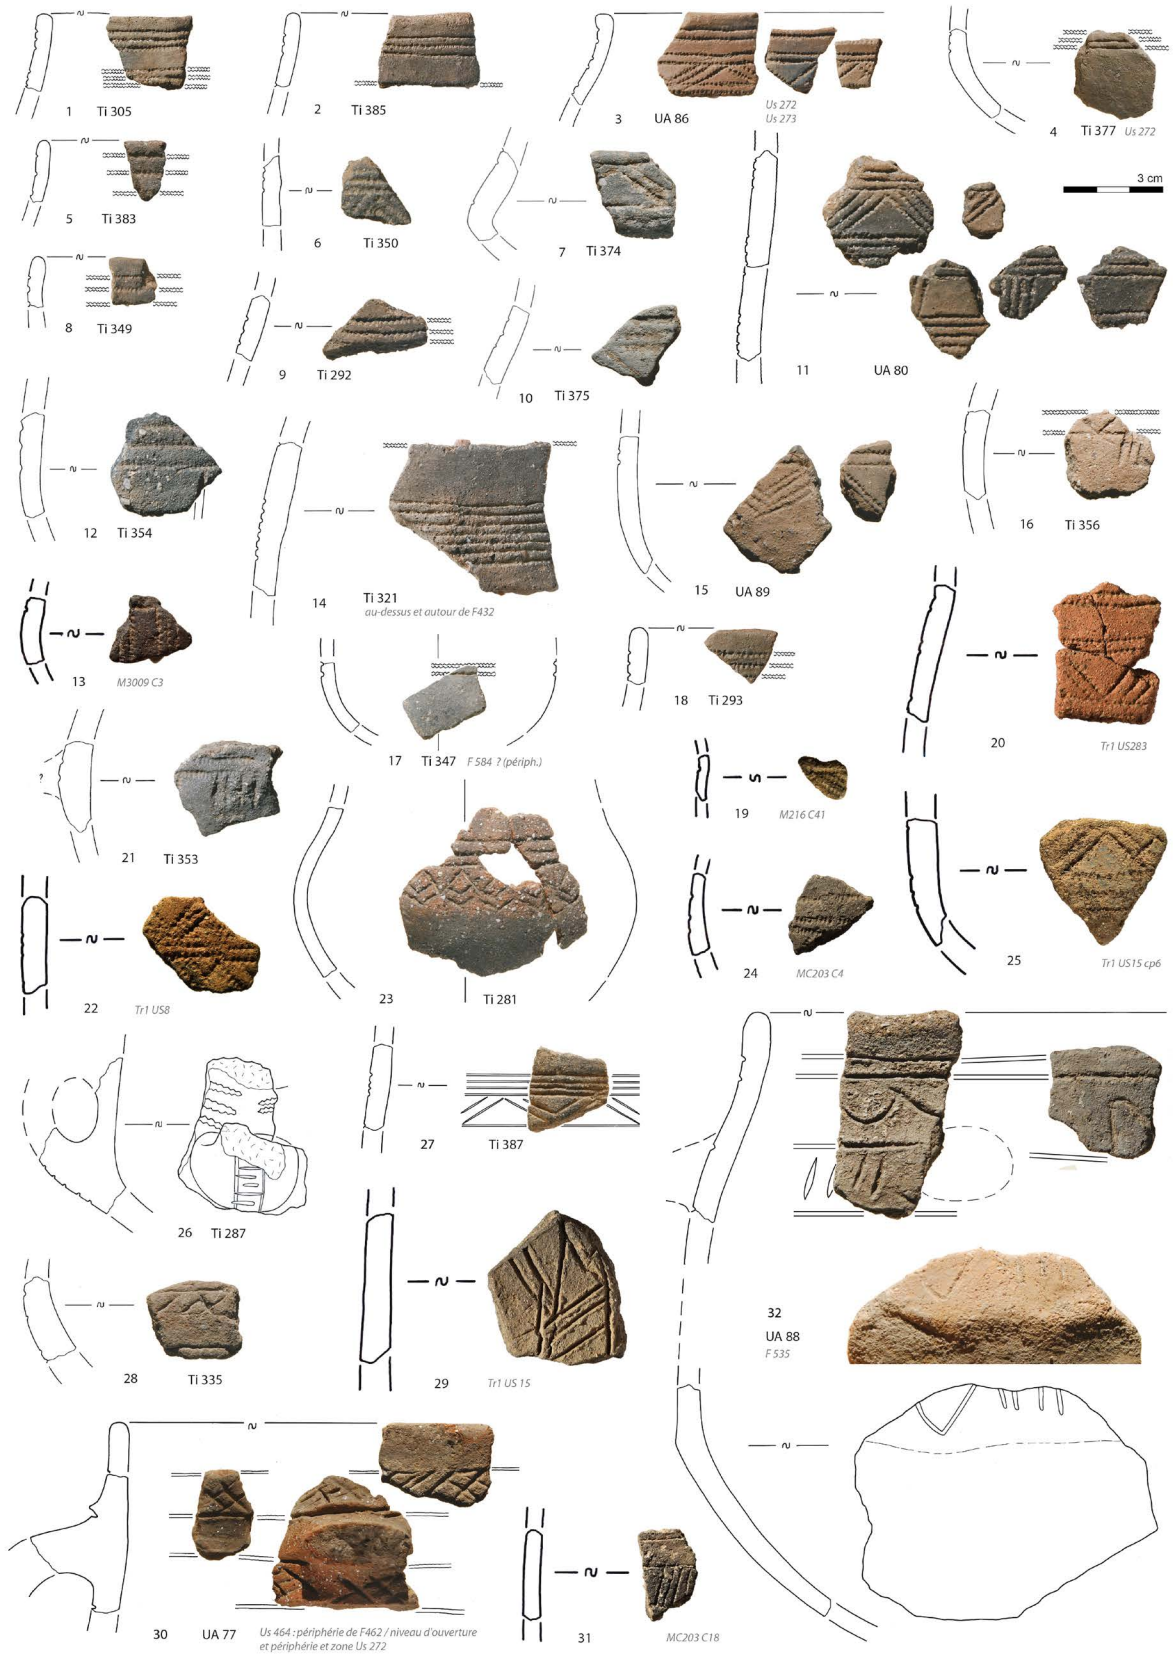 1 Ti 305
2 Ti 385
3 UA 86
Us 272
Us 273
4 Ti 377 Us 272
3 cm
5 Ti 383
6 Ti 350
7 Ti 374
8 Ti 349
9 Ti 292
10 Ti 375
11 UA 80
12 Ti 354
13 M3009 C3
14 Ti 321
au-dessus et autour de F432
15 UA 89
16 Ti 356
17 Ti 347 F 584 ? (périph.)
18 Ti 293
19 M216 C41
20 Tr1 US283
21 Ti 353
22 Tr1 US8
23 Ti 281
24 MC203 C4
25 Tr1 US15 cp6
26 Ti 287
27 Ti 387
28 Ti 335
29 Tr1 US 15
32
UA 88
F 535
30 UA 77 Us 464 : périphérie de F462 / niveau d'ouverture
et périphérie et zone Us 272
31 MC203 C18